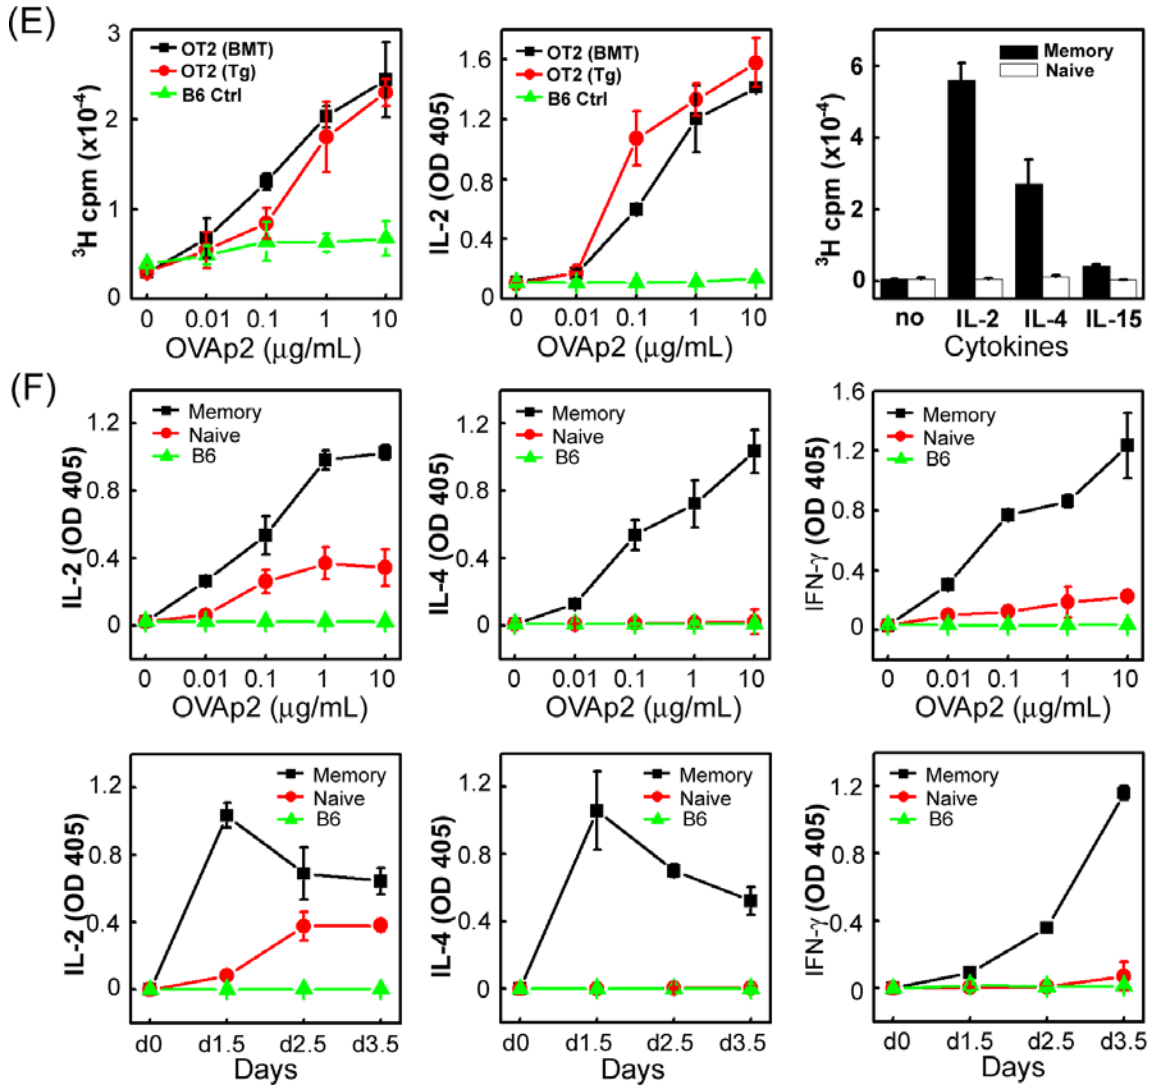 (E)
3
2
1
0
³H cpm (x10⁻⁴)
OT2 (BMT)
OT2 (Tg)
B6 Ctrl
0 0.01 0.1 1 10
OVAp2 (μg/mL)
1.6
1.2
0.8
0.4
0
IL-2 (OD 405)
OT2 (BMT)
OT2 (Tg)
B6 Ctrl
0 0.01 0.1 1 10
OVAp2 (μg/mL)
6
4
2
0
³H cpm (x10⁻⁴)
Memory
Naive
no IL-2 IL-4 IL-15
Cytokines
(F)
1.2
0.8
0.4
0
IL-2 (OD 405)
Memory
Naive
B6
0 0.01 0.1 1 10
OVAp2 (μg/mL)
1.2
0.8
0.4
0
IL-4 (OD 405)
Memory
Naive
B6
0 0.01 0.1 1 10
OVAp2 (μg/mL)
1.6
1.2
0.8
0.4
0
IFN-γ (OD 405)
Memory
Naive
B6
0 0.01 0.1 1 10
OVAp2 (μg/mL)
1.2
0.8
0.4
0
IL-2 (OD 405)
Memory
Naive
B6
d0 d1.5 d2.5 d3.5
Days
1.2
0.8
0.4
0
IL-4 (OD 405)
Memory
Naive
B6
d0 d1.5 d2.5 d3.5
Days
1.2
0.8
0.4
0
IFN-γ (OD 405)
Memory
Naive
B6
d0 d1.5 d2.5 d3.5
Days